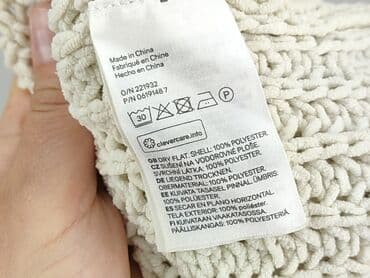 Made in China
Fabriqué en Chine
Hecho en China
O/N 221932
P/N 0619148.7
30
P
clevercare.info
GB DRY FLAT. SHELL: 100% POLYESTER.
CZ SUŠENÍ NA VODOROVNÉ PLOŠE.
SVRCHNÍ LÁTKA: 100% POLYESTER.
DE LIEGEND TROCKNEN.
OBERMATERIAL: 100% POLYESTER.
EE KUIVATA TASASEL PINNAL. ÜMBRIS:
100% POLÜESTER.
ES SECAR EN PLANO HORIZONTAL.
TELA EXTERIOR: 100% POLIÉSTER.
FI KUIVATAAN VAAKATASOSSA.
PÄÄLLISKANGAS: 100% POLYESTERI.